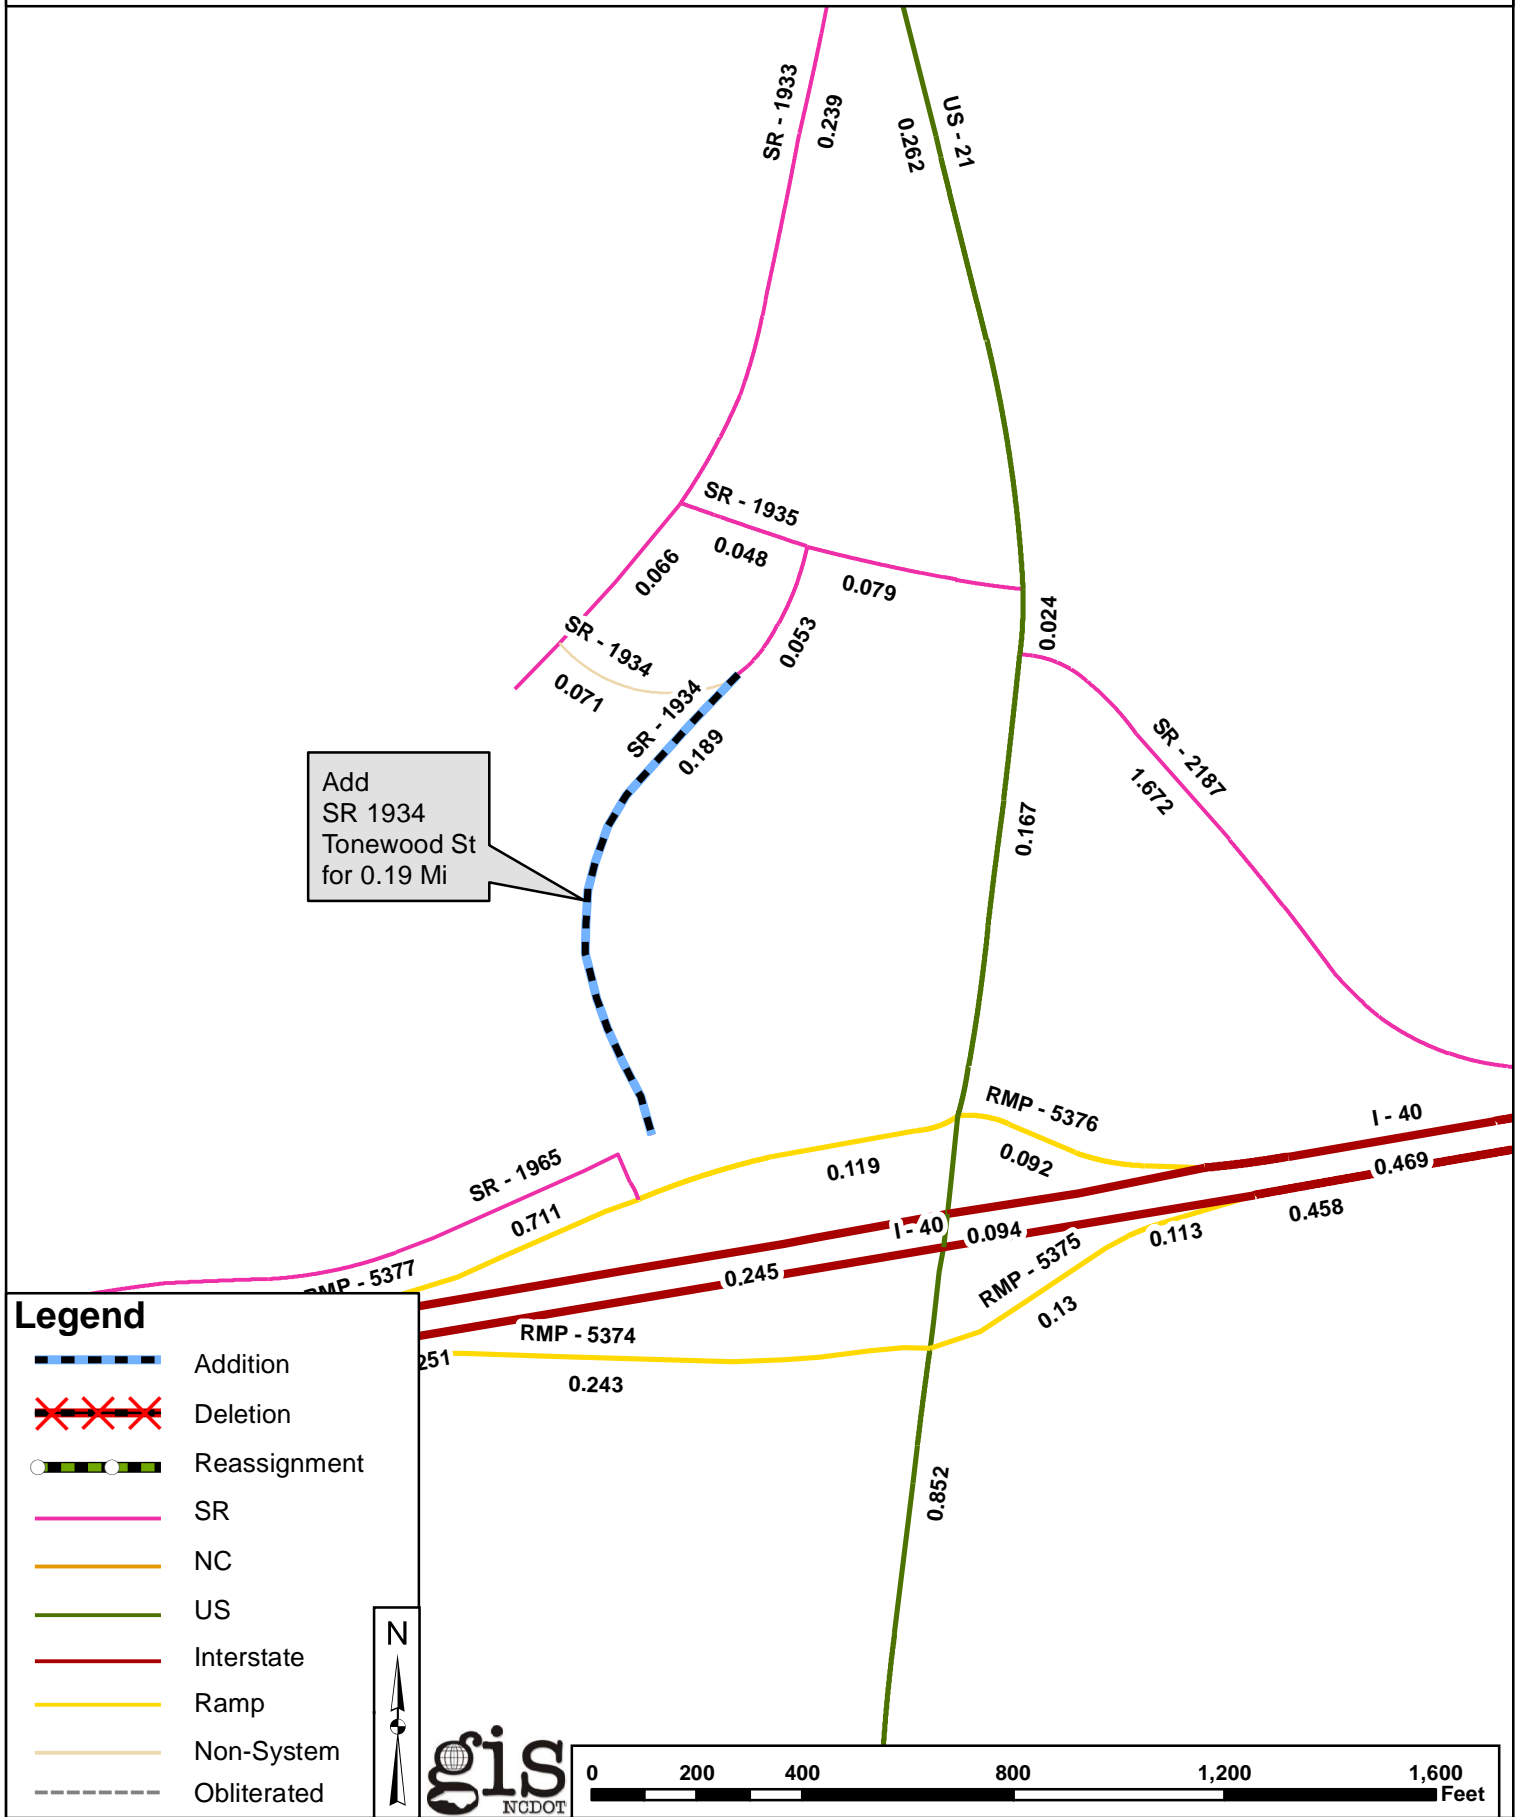 SR - 1933
0.239
US - 21
0.262
SR - 1935
0.048
0.066
0.079
0.024
0.053
SR - 1934
0.071
SR - 1934
0.189
SR - 2187
1.672
Add
SR 1934
Tonewood St
for 0.19 Mi
0.167
RMP - 5376
0.092
I - 40
0.469
0.458
SR - 1965
0.711
0.119
I - 40
0.094
0.113
RMP - 5375
0.13
0.245
RMP - 5377
RMP - 5374
251
0.243
0.852
Legend
Addition
Deletion
Reassignment
SR
NC
US
Interstate
Ramp
Non-System
Obliterated
N
gis
NCDOT
0 200 400 800 1,200 1,600
Feet